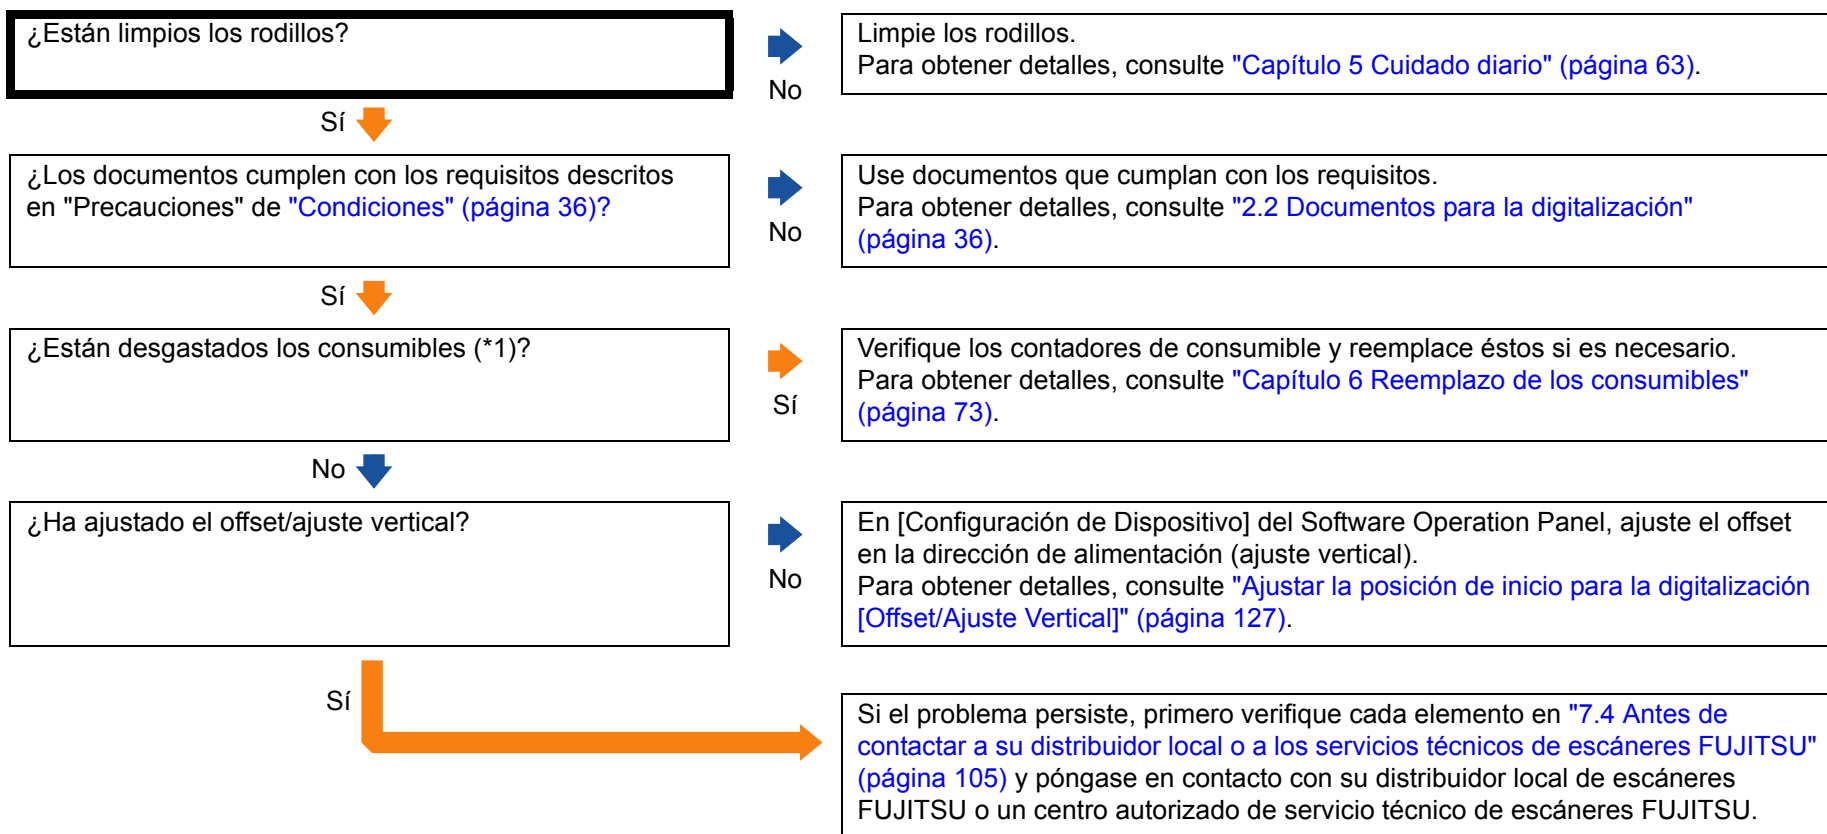 ¿Están limpios los rodillos?
No
Limpie los rodillos.
Para obtener detalles, consulte "Capítulo 5 Cuidado diario" (página 63).
Sí
¿Los documentos cumplen con los requisitos descritos
en "Precauciones" de "Condiciones" (página 36)?
No
Use documentos que cumplan con los requisitos.
Para obtener detalles, consulte "2.2 Documentos para la digitalización"
(página 36).
Sí
¿Están desgastados los consumibles (*1)?
Sí
Verifique los contadores de consumible y reemplace éstos si es necesario.
Para obtener detalles, consulte "Capítulo 6 Reemplazo de los consumibles"
(página 73).
No
¿Ha ajustado el offset/ajuste vertical?
No
En [Configuración de Dispositivo] del Software Operation Panel, ajuste el offset
en la dirección de alimentación (ajuste vertical).
Para obtener detalles, consulte "Ajustar la posición de inicio para la digitalización
[Offset/Ajuste Vertical]" (página 127).
Sí
Si el problema persiste, primero verifique cada elemento en "7.4 Antes de
contactar a su distribuidor local o a los servicios técnicos de escáneres FUJITSU"
(página 105) y póngase en contacto con su distribuidor local de escáneres
FUJITSU o un centro autorizado de servicio técnico de escáneres FUJITSU.